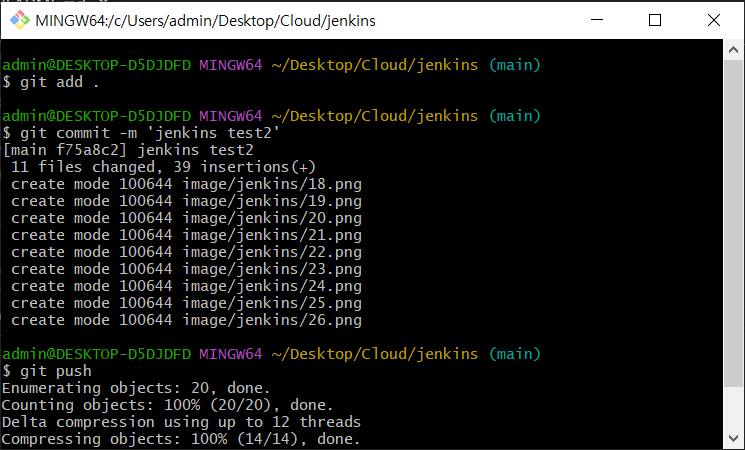 MINGW64:/c/Users/admin/Desktop/Cloud/jenkins
admin@DESKTOP-D5DJDFD MINGW64 ~/Desktop/Cloud/jenkins (main)
$ git add .
admin@DESKTOP-D5DJDFD MINGW64 ~/Desktop/Cloud/jenkins (main)
$ git commit -m 'jenkins test2'
[main f75a8c2] jenkins test2
 11 files changed, 39 insertions(+)
 create mode 100644 image/jenkins/18.png
 create mode 100644 image/jenkins/19.png
 create mode 100644 image/jenkins/20.png
 create mode 100644 image/jenkins/21.png
 create mode 100644 image/jenkins/22.png
 create mode 100644 image/jenkins/23.png
 create mode 100644 image/jenkins/24.png
 create mode 100644 image/jenkins/25.png
 create mode 100644 image/jenkins/26.png
admin@DESKTOP-D5DJDFD MINGW64 ~/Desktop/Cloud/jenkins (main)
$ git push
Enumerating objects: 20, done.
Counting objects: 100% (20/20), done.
Delta compression using up to 12 threads
Compressing objects: 100% (14/14), done.